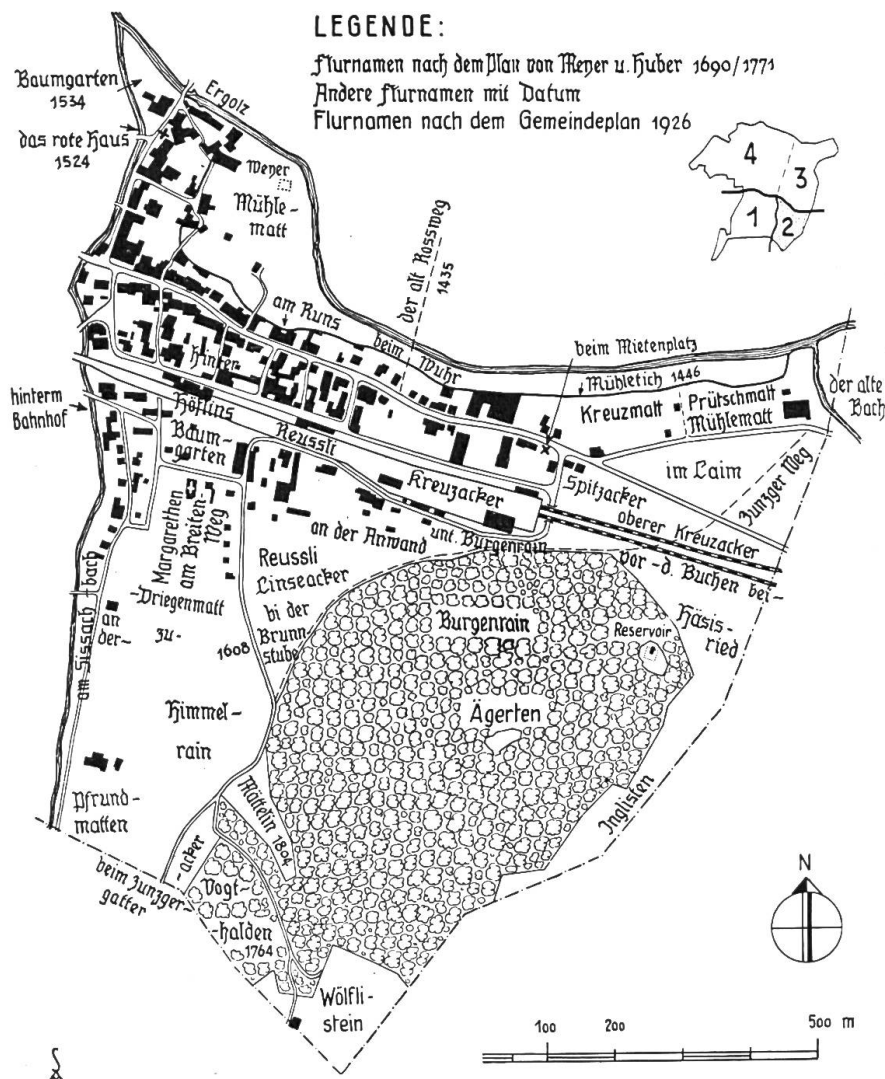 LEGENDE:
Flurnamen nach dem Plan von Meyer u. Huber 1690/1771
Andere Flurnamen mit Datum
Flurnamen nach dem Gemeindeplan 1926
4
3
1
2
Baumgarten
1534
das rote Haus
1524
Ergolz
Weyer
Mühle-
matt
der alt Rossweg
1435
am Runs
beim Wuhr
beim Mietenplatz
Mühletich 1446
Kreuzmatt
Prütschmatt
Mühlematt
der alte
Bach
hinterm
Bahnhof
Hinter-
Höflins
Bäum-
garten
Reussli
Kreuzacker
Spitzacker
im Laim
Zunzger Weg
oberer Kreuzacker
vor -d. Buchen bei-
Häsis-
ried
an der Anwand
unt. Burgenrain
Margarethen
am Breiten-
Weg
-Driegenmatt
zu-
Reussli
Linseacker
bi der
Brunn-
stube
1608
Burgenrain
Reservoir
Ägerten
am Sissach-bach
an
der-
Himmel-
rain
Pfrund-
matten
Mättelin 1804
-acker
beim Zunzger-
gatter
Vogt-
-halden
1764
Wölfli-
stein
Inglisten
N
100 200 500 m
S